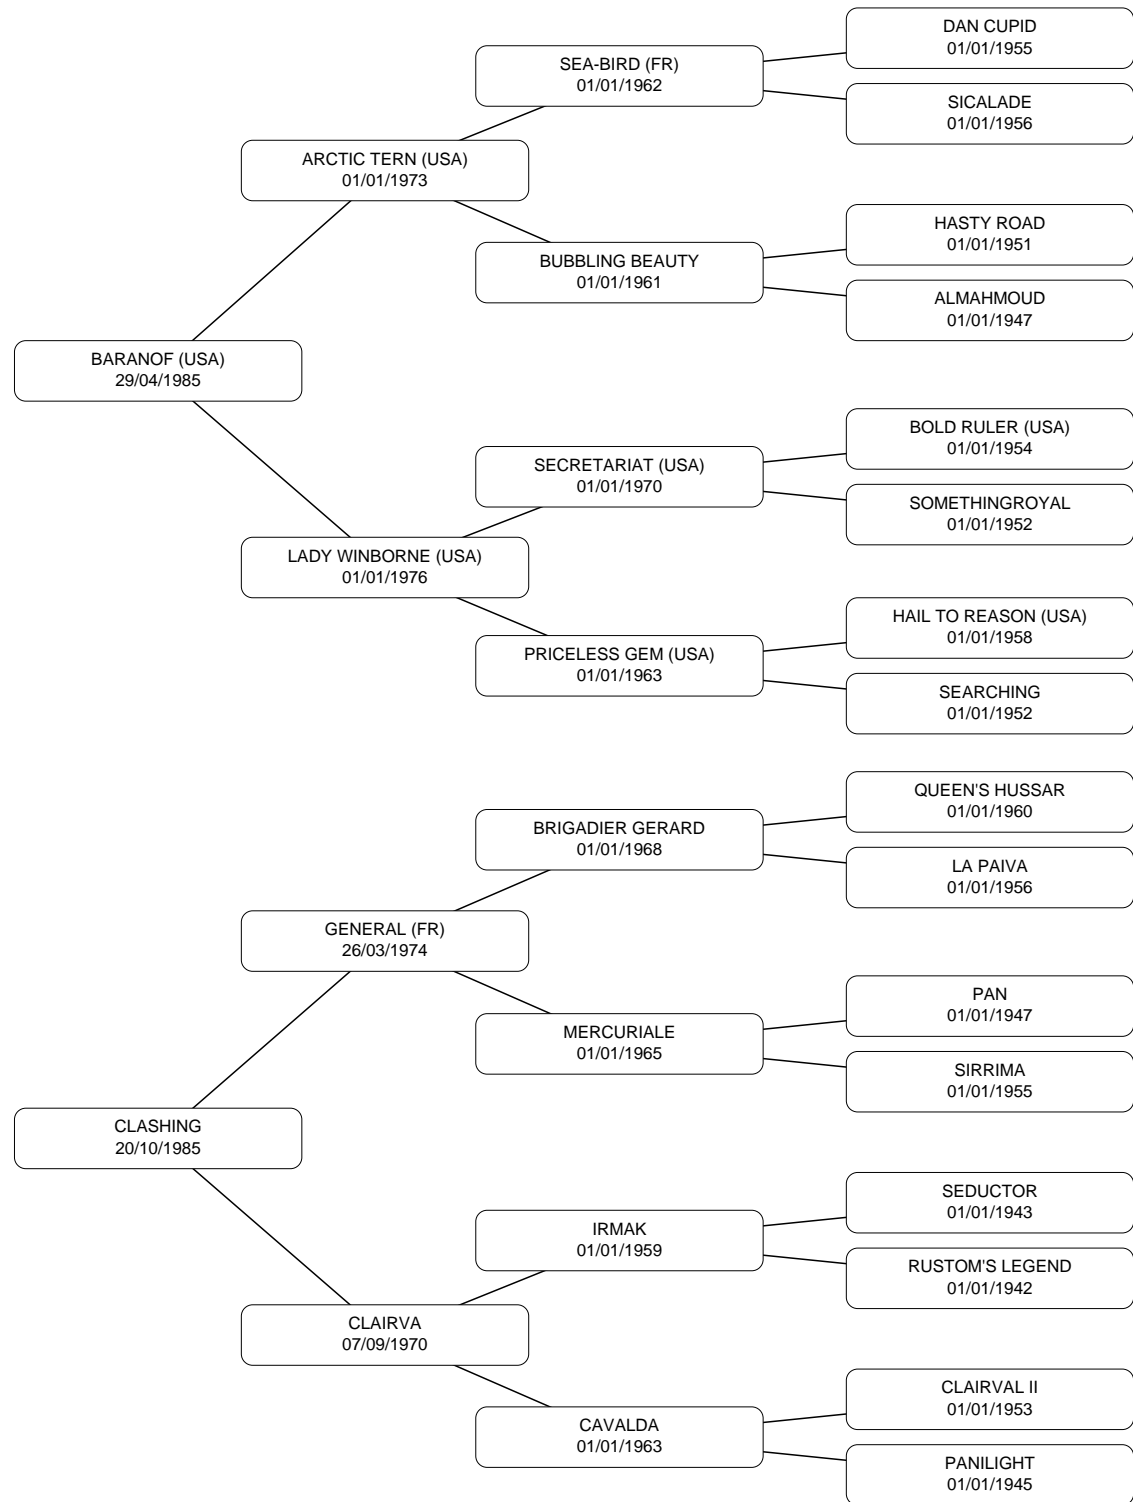 DAN CUPID
01/01/1955
SEA-BIRD (FR)
01/01/1962
SICALADE
01/01/1956
ARCTIC TERN (USA)
01/01/1973
HASTY ROAD
01/01/1951
BUBBLING BEAUTY
01/01/1961
ALMAHMOUD
01/01/1947
BARANOF (USA)
29/04/1985
BOLD RULER (USA)
01/01/1954
SECRETARIAT (USA)
01/01/1970
SOMETHINGROYAL
01/01/1952
LADY WINBORNE (USA)
01/01/1976
HAIL TO REASON (USA)
01/01/1958
PRICELESS GEM (USA)
01/01/1963
SEARCHING
01/01/1952
QUEEN'S HUSSAR
01/01/1960
BRIGADIER GERARD
01/01/1968
LA PAIVA
01/01/1956
GENERAL (FR)
26/03/1974
PAN
01/01/1947
MERCURIALE
01/01/1965
SIRRIMA
01/01/1955
CLASHING
20/10/1985
SEDUCTOR
01/01/1943
IRMAK
01/01/1959
RUSTOM'S LEGEND
01/01/1942
CLAIRVA
07/09/1970
CLAIRVAL II
01/01/1953
CAVALDA
01/01/1963
PANILIGHT
01/01/1945